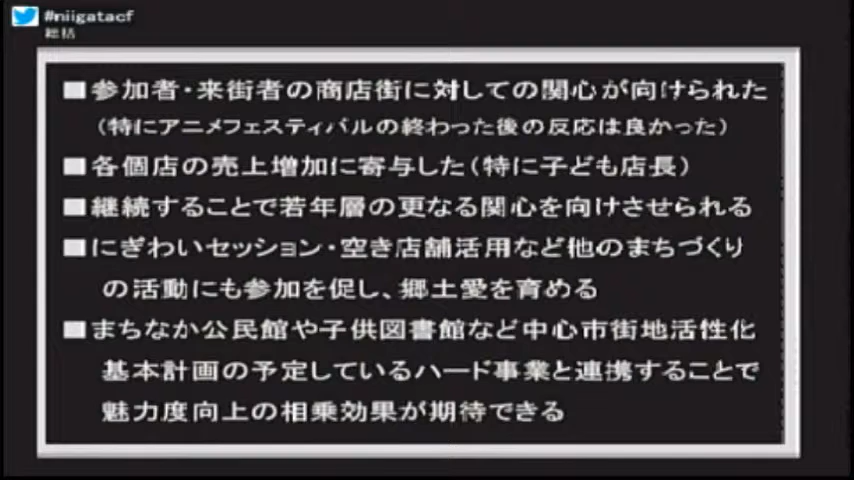 #niigatacf
総括
■参加者・来街者の商店街に対しての関心が向けられた
（特にアニメフェスティバルの終わった後の反応は良かった）
■各個店の売上増加に寄与した（特に子ども店長）
■継続することで若年層の更なる関心を向けさせられる
■にぎわいセッション・空き店舗活用など他のまちづくり
の活動にも参加を促し、郷土愛を育める
■まちなか公民館や子供図書館など中心市街地活性化
基本計画の予定しているハード事業と連携することで
魅力度向上の相乗効果が期待できる